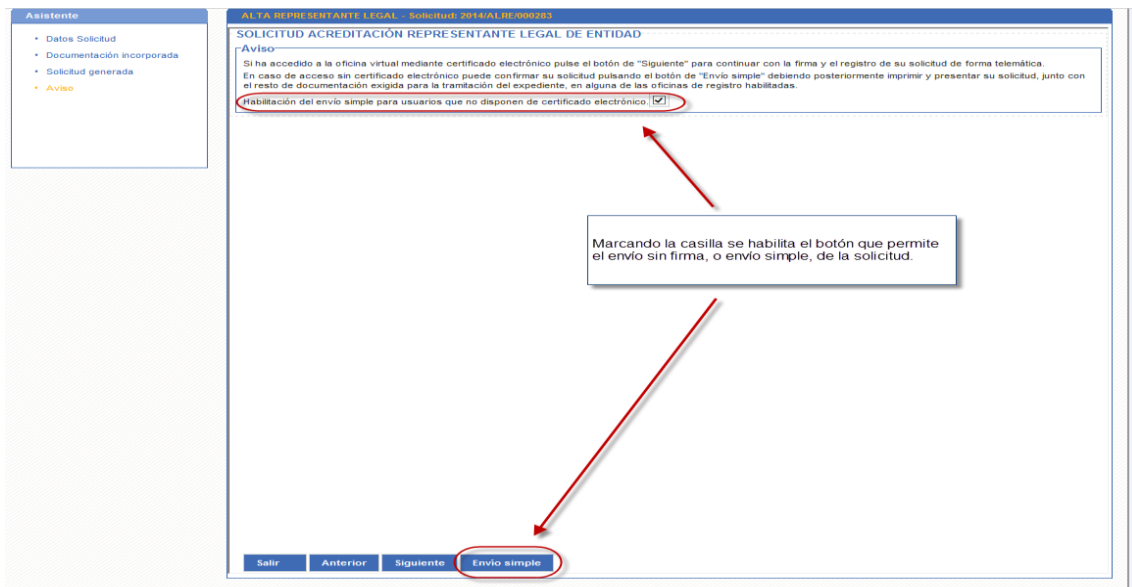 Asistente
Datos Solicitud
Documentación incorporada
Solicitud generada
Aviso
ALTA REPRESENTANTE LEGAL - Solicitud: 2014/ALRE/000283
SOLICITUD ACREDITACIÓN REPRESENTANTE LEGAL DE ENTIDAD
Aviso
Si ha accedido a la oficina virtual mediante certificado electrónico pulse el botón de "Siguiente" para continuar con la firma y el registro de su solicitud de forma telemática.
En caso de acceso sin certificado electrónico puede confirmar su solicitud pulsando el botón de "Envío simple" debiendo posteriormente imprimir y presentar su solicitud, junto con
el resto de documentación exigida para la tramitación del expediente, en alguna de las oficinas de registro habilitadas.
Habilitación del envío simple para usuarios que no disponen de certificado electrónico.
Marcando la casilla se habilita el botón que permite
el envío sin firma, o envío simple, de la solicitud.
Salir Anterior Siguiente Envío simple